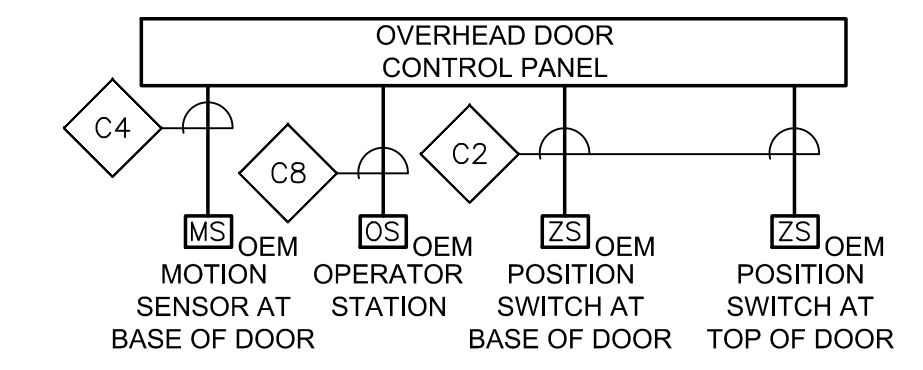 OVERHEAD DOOR
CONTROL PANEL
C4
C8
C2
MS OEM
MOTION
SENSOR AT
BASE OF DOOR
OS OEM
OPERATOR
STATION
ZS OEM
POSITION
SWITCH AT
BASE OF DOOR
ZS OEM
POSITION
SWITCH AT
TOP OF DOOR